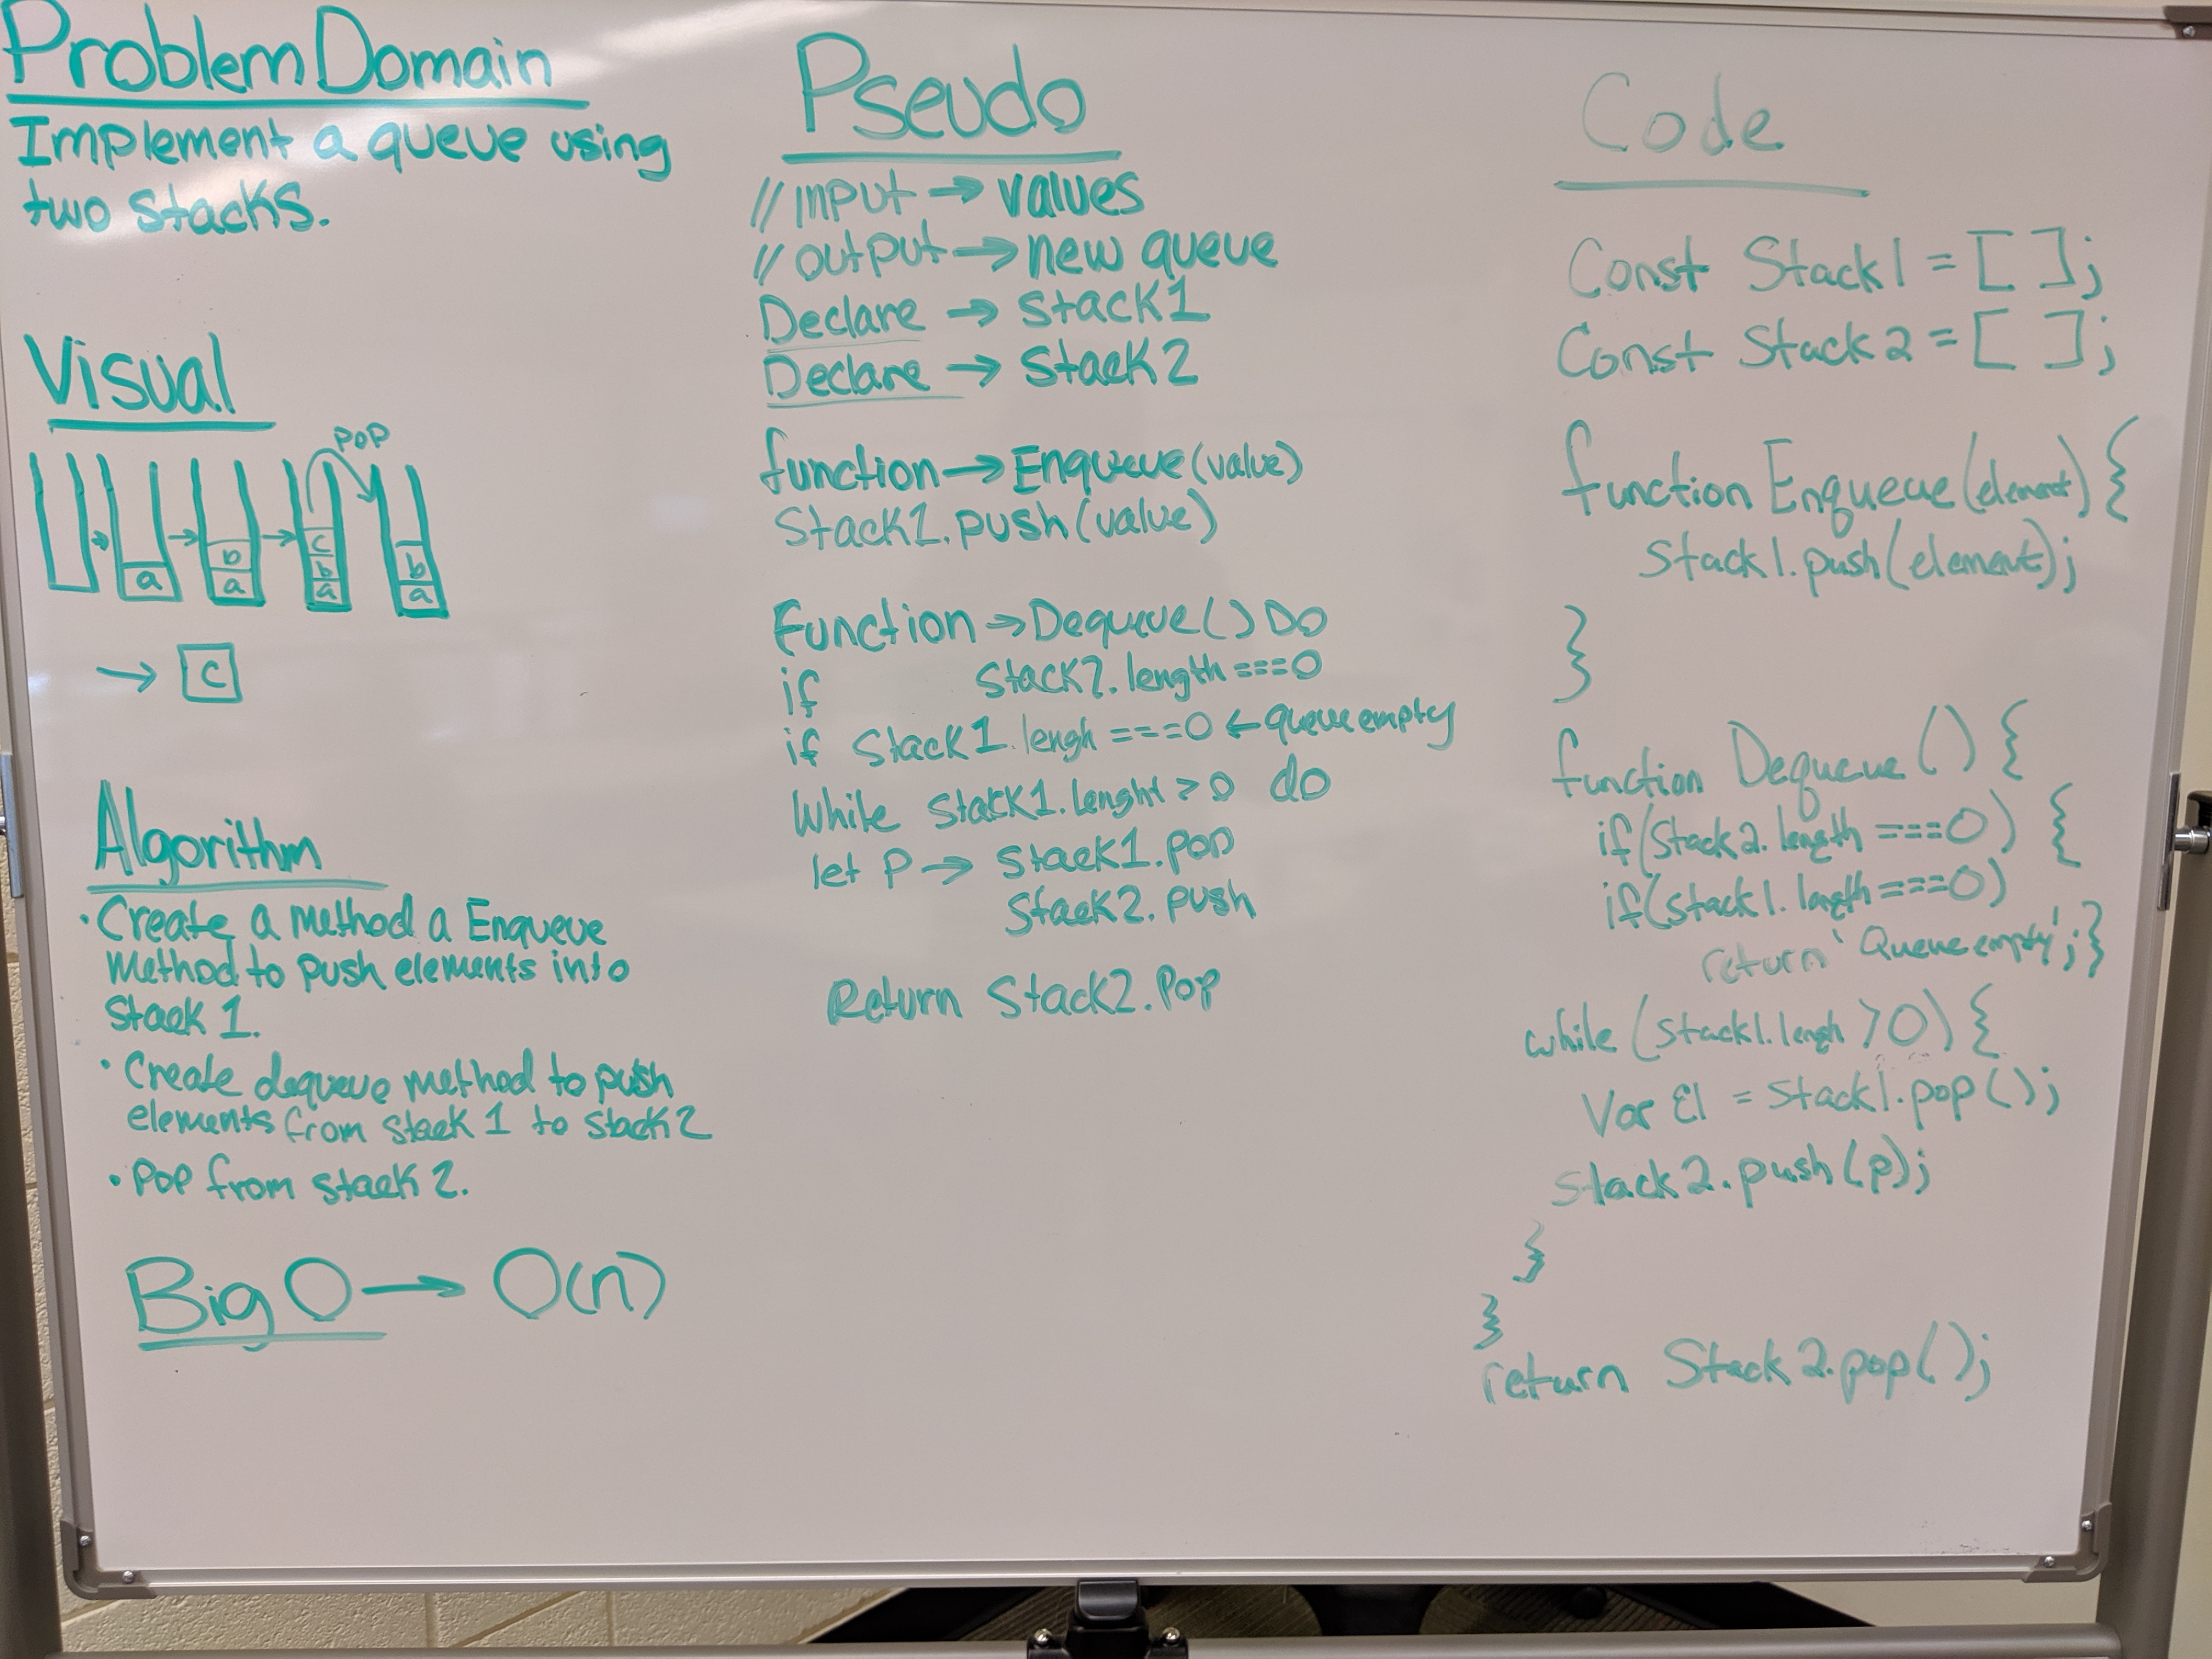 Problem Domain
Implement a queue using
two stacks.
Visual
POP
a
b
a
c
b
a
b
a
→ c
Algorithm
• Create a method a Enqueue
Method to push elements into
Stack 1.
• Create dequeue method to push
elements from stack 1 to stack 2
• Pop from stack 2.
Big O → O(n)
Pseudo
// input → values
// output → new queue
Declare → stack1
Declare → stack2
function → Enqueue(value)
Stack1.push(value)
Function → Dequeue() Do
if stack2.length === 0
if Stack1.lengh === 0 ← queue empty
While stack1.lenght > 0 do
let P → stack1.pop
Stack2.push
Return Stack2.Pop
Code
Const Stack1 = [ ];
Const Stack2 = [ ];
function Enqueue(element) {
Stack1.push(element);
}
function Dequeue() {
if(stack2.length === 0) {
if(stack1.length === 0)
return 'Queue empty';}
while (stack1.lengh > 0) {
Var El = stack1.pop();
Stack2.push(p);
}
}
return Stack2.pop();